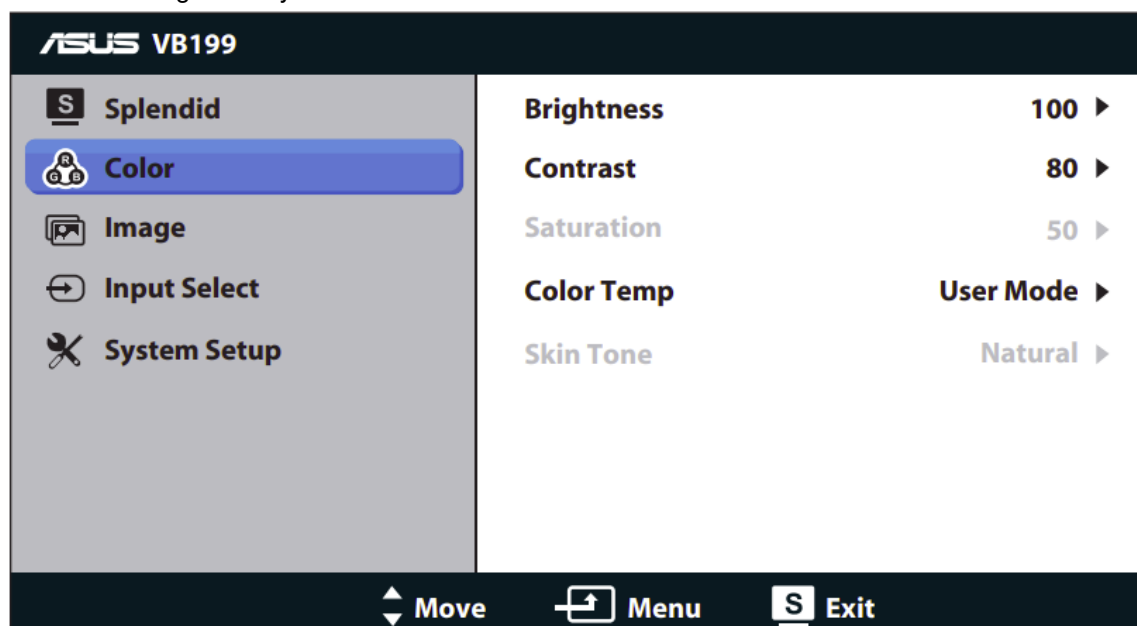 ASUS VB199
S Splendid
Brightness 100
R G B Color
Contrast 80
Image
Saturation 50
Input Select
Color Temp User Mode
System Setup
Skin Tone Natural
Move Menu S Exit